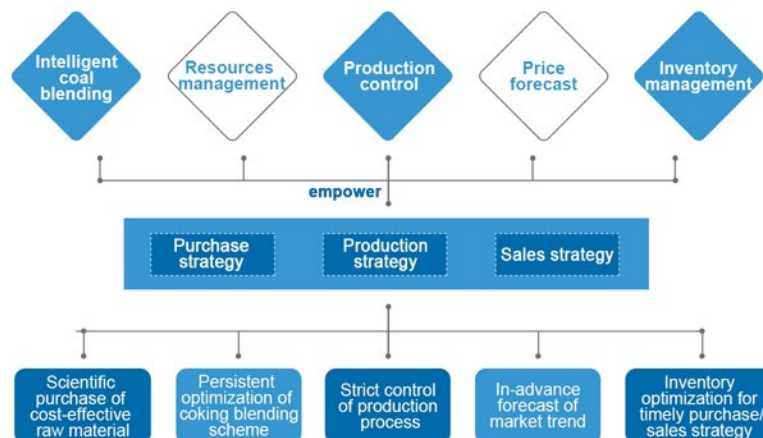 Intelligent
coal
blending
Resources
management
Production
control
Price
forecast
Inventory
management
empower
Purchase
strategy
Production
strategy
Sales strategy
Scientific
purchase of
cost-effective
raw material
Persistent
optimization of
coking blending
scheme
Strict control
of production
process
In-advance
forecast of
market trend
Inventory
optimization for
timely purchase/
sales strategy